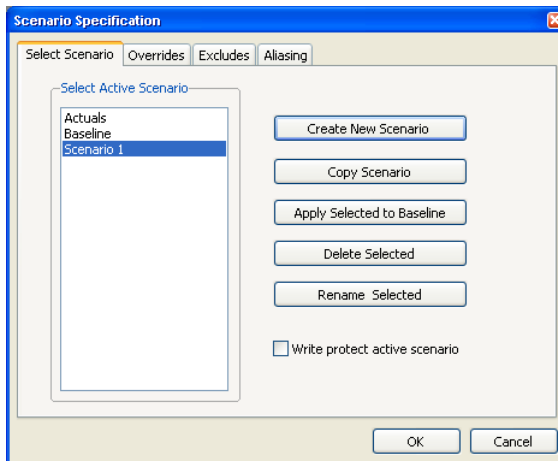 Scenario Specification
Select Scenario Overrides Excludes Aliasing
Select Active Scenario
Actuals
Baseline
Scenario 1
Create New Scenario
Copy Scenario
Apply Selected to Baseline
Delete Selected
Rename Selected
Write protect active scenario
OK Cancel